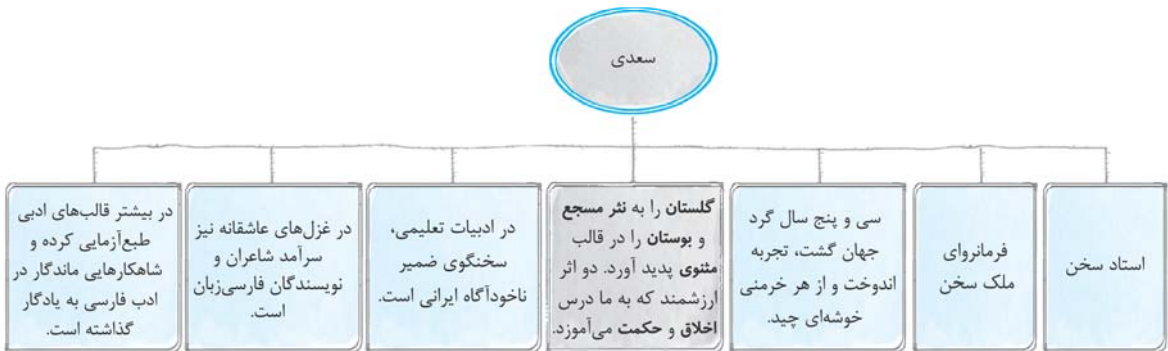 سعدی
استاد سخن
فرمانروای
ملک سخن
سی و پنج سال گرد
جهان گشت، تجربه
اندوخت و از هر خرمنی
خوشه‌ای چید.
گلستان را به نثر مسجع
و بوستان را در قالب
مثنوی پدید آورد. دو اثر
ارزشمند که به ما درس
اخلاق و حکمت می‌آموزد.
در ادبیات تعلیمی،
سخنگوی ضمیر
ناخودآگاه ایرانی است.
در غزل‌های عاشقانه نیز
سرآمد شاعران و
نویسندگان فارسی‌زبان
است.
در بیشتر قالب‌های ادبی
طبع‌آزمایی کرده و
شاهکارهایی ماندگار در
ادب فارسی به یادگار
گذاشته است.